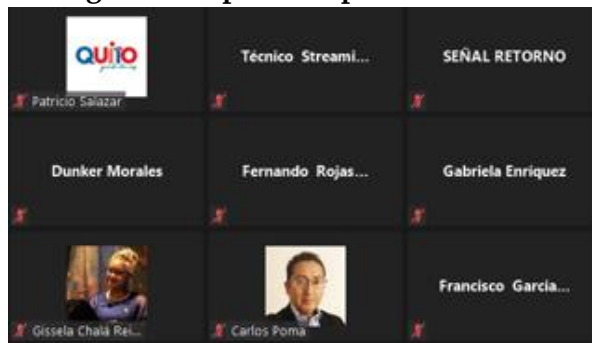 QUITO
Técnico Streami...
SEÑAL RETORNO
Patricio Salazar
Dunker Morales
Fernando Rojas...
Gabriela Enriquez
Gissela Chalá Rei...
Carlos Poma
Francisco Garcia...